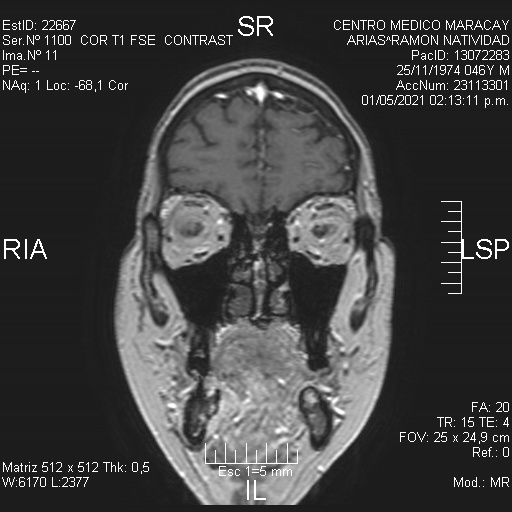 EstID: 22667
Ser.Nº 1100 COR T1 FSE CONTRAST
Ima.Nº 11
PE= --
NAq: 1 Loc: -68,1 Cor
SR
CENTRO MEDICO MARACAY
ARIAS^RAMON NATIVIDAD
PacID: 13072283
25/11/1974 046Y M
AccNum: 23113301
01/05/2021 02:13:11 p.m.
RIA
LSP
FA: 20
TR: 15 TE: 4
FOV: 25 x 24,9 cm
Ref.: 0
Matriz 512 x 512 Thk: 0,5
W:6170 L:2377
Esc 1=5 mm
IL
Mod.: MR